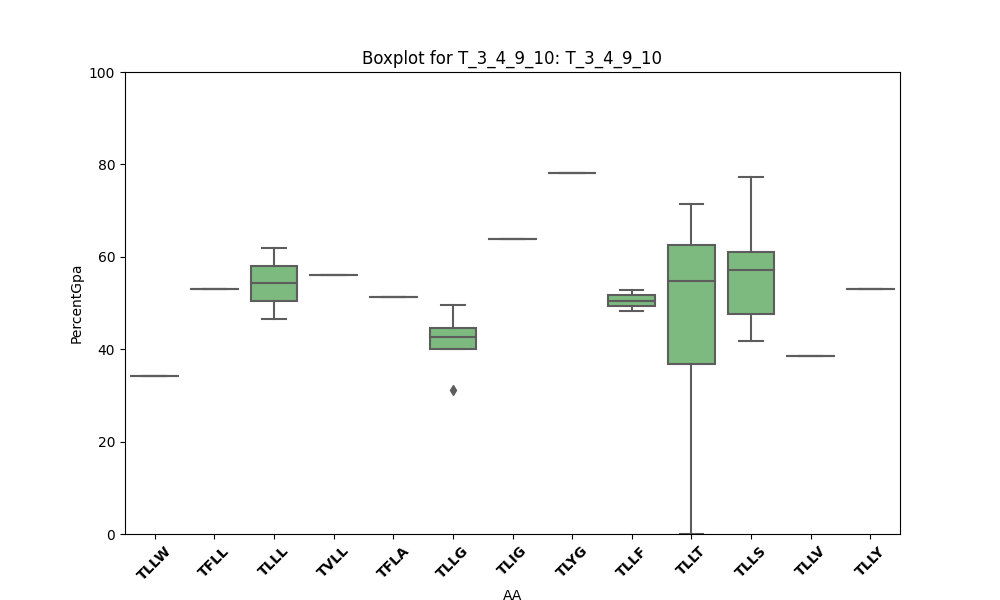 Boxplot for T_3_4_9_10: T_3_4_9_10
100
80
60
40
20
0
PercentGpa
TLLW
TFLL
TLLL
TVLL
TFLA
TLLG
TLIG
TLYG
TLLF
TLLT
TLLS
TLLV
TLLY
AA